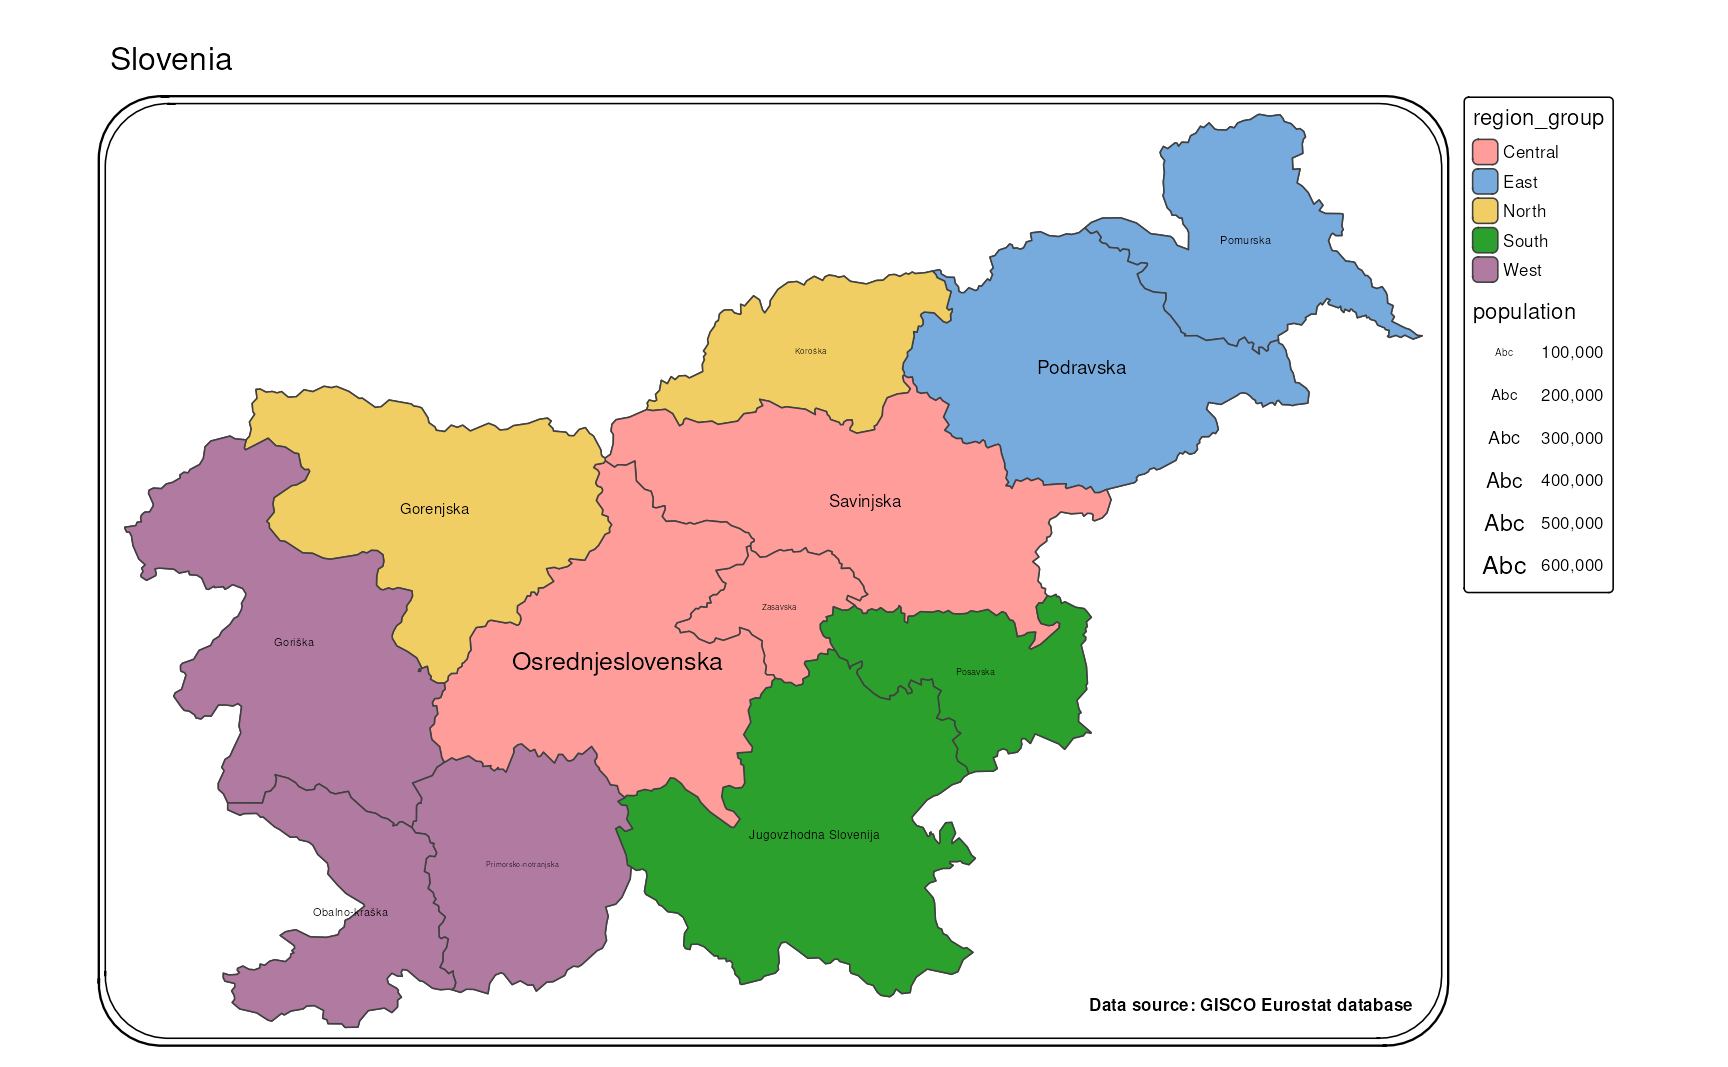 Slovenia
region_group
Central
East
North
South
West
population
Abc 100,000
Abc 200,000
Abc 300,000
Abc 400,000
Abc 500,000
Abc 600,000
Pomurska
Koroška
Podravska
Savinjska
Gorenjska
Zasavska
Goriška
Osrednjeslovenska
Posavska
Jugovzhodna Slovenija
Primorsko-notranjska
Obalno-kraška
Data source: GISCO Eurostat database